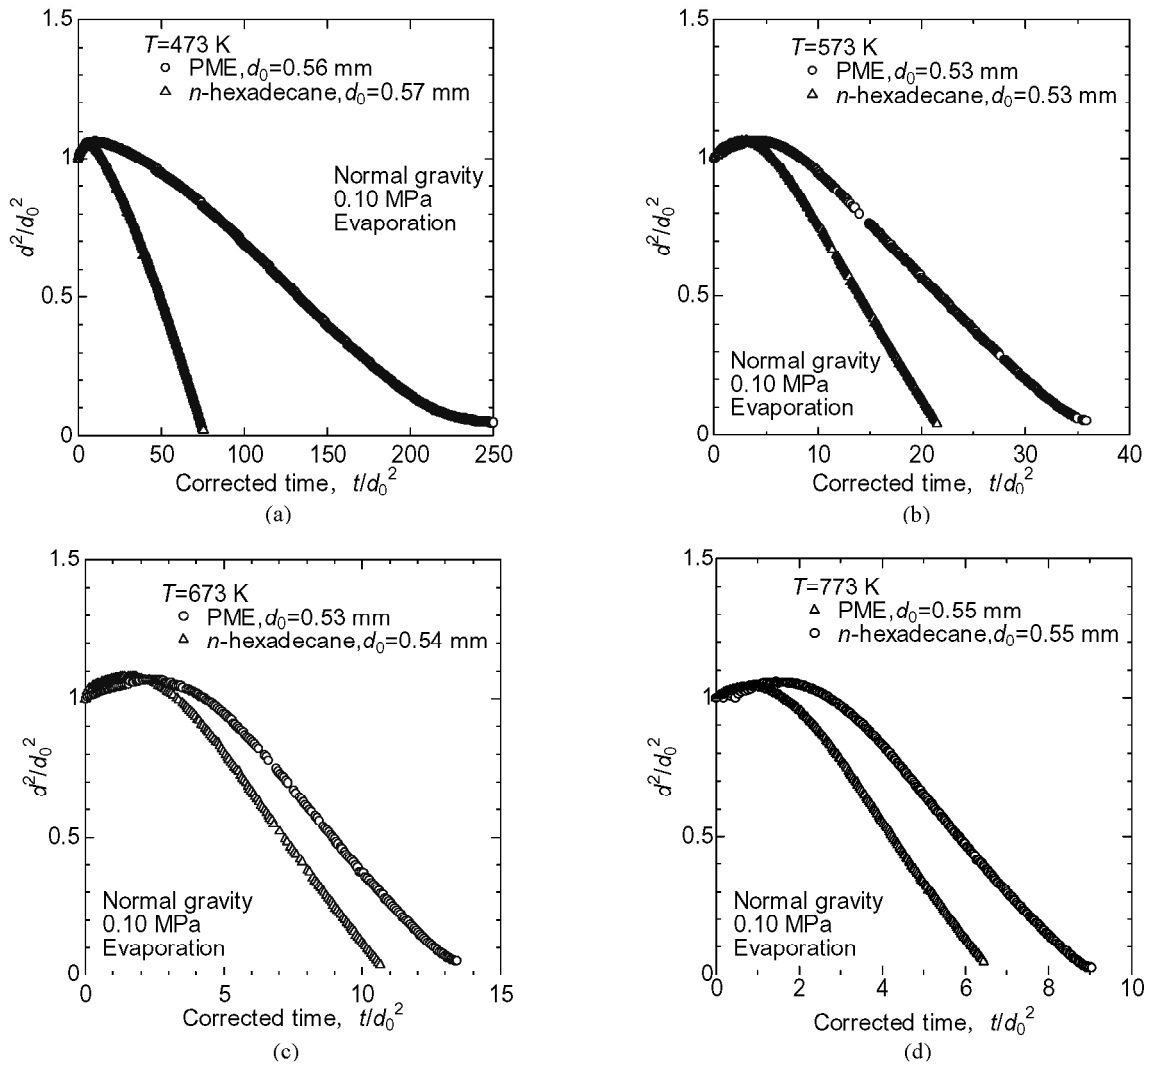 1.5
T=473 K
PME,d₀=0.56 mm
n-hexadecane,d₀=0.57 mm
1
Normal gravity
0.10 MPa
Evaporation
d²/d₀²
0.5
0
0 50 100 150 200 250
Corrected time, t/d₀²
(a)
1.5
T=573 K
PME,d₀=0.53 mm
n-hexadecane,d₀=0.53 mm
1
d²/d₀²
0.5
Normal gravity
0.10 MPa
Evaporation
0
0 10 20 30 40
Corrected time, t/d₀²
(b)
1.5
T=673 K
PME,d₀=0.53 mm
n-hexadecane,d₀=0.54 mm
1
d²/d₀²
0.5
Normal gravity
0.10 MPa
Evaporation
0
0 5 10 15
Corrected time, t/d₀²
(c)
1.5
T=773 K
PME,d₀=0.55 mm
n-hexadecane,d₀=0.55 mm
1
d²/d₀²
0.5
Normal gravity
0.10 MPa
Evaporation
0
0 2 4 6 8 10
Corrected time, t/d₀²
(d)